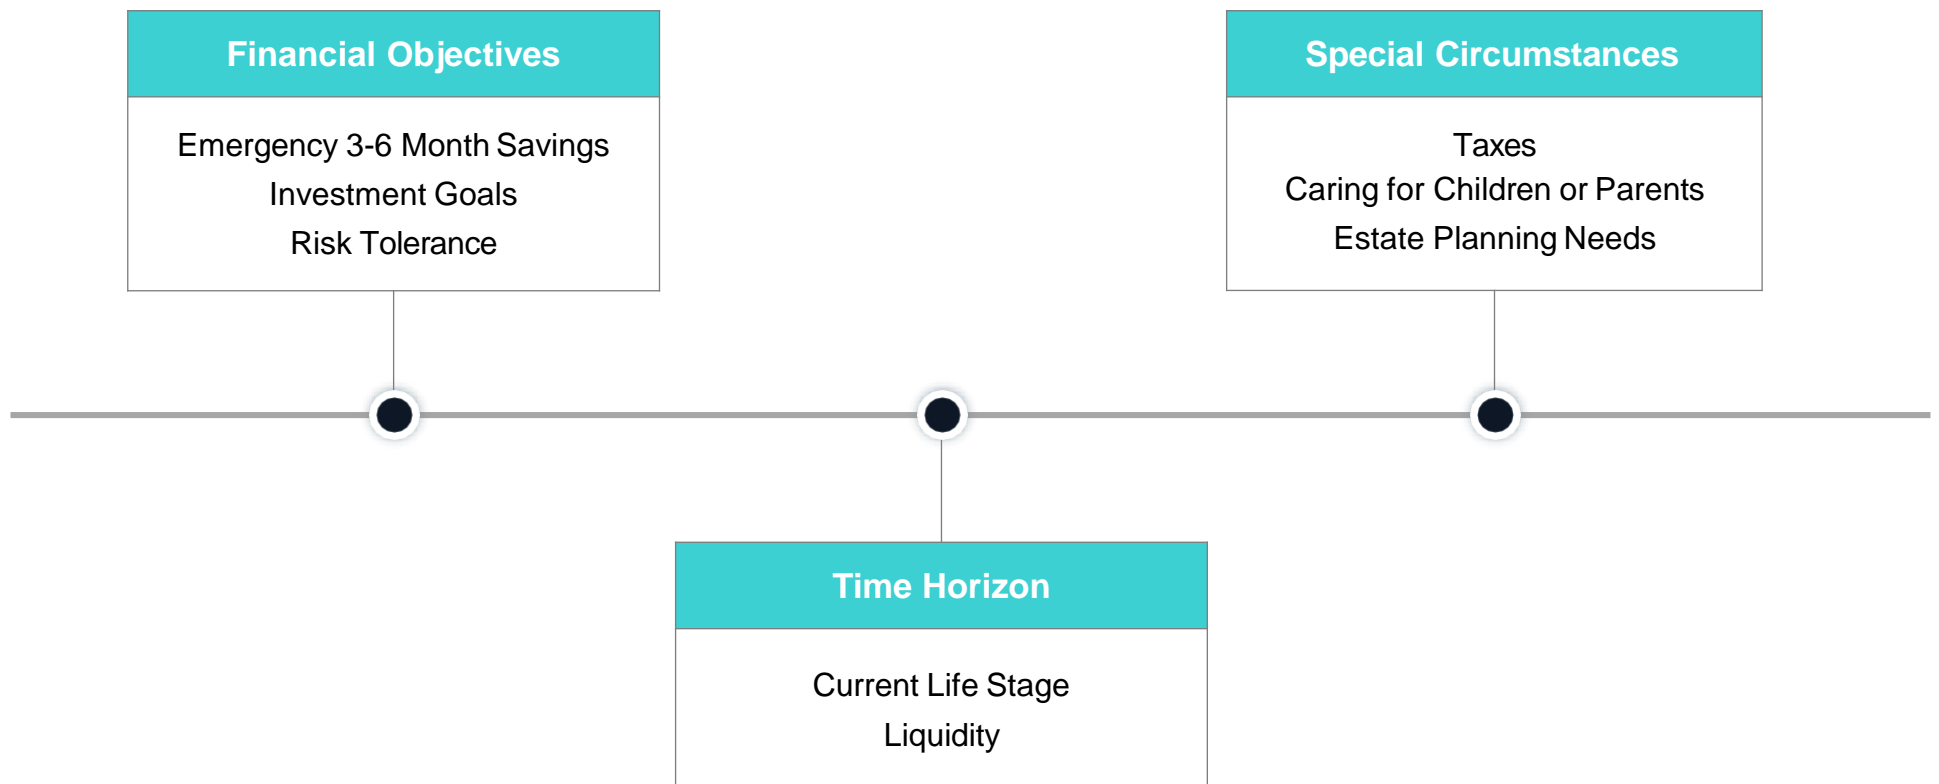 Financial Objectives
Emergency 3-6 Month Savings
Investment Goals
Risk Tolerance
Special Circumstances
Taxes
Caring for Children or Parents
Estate Planning Needs
Time Horizon
Current Life Stage
Liquidity